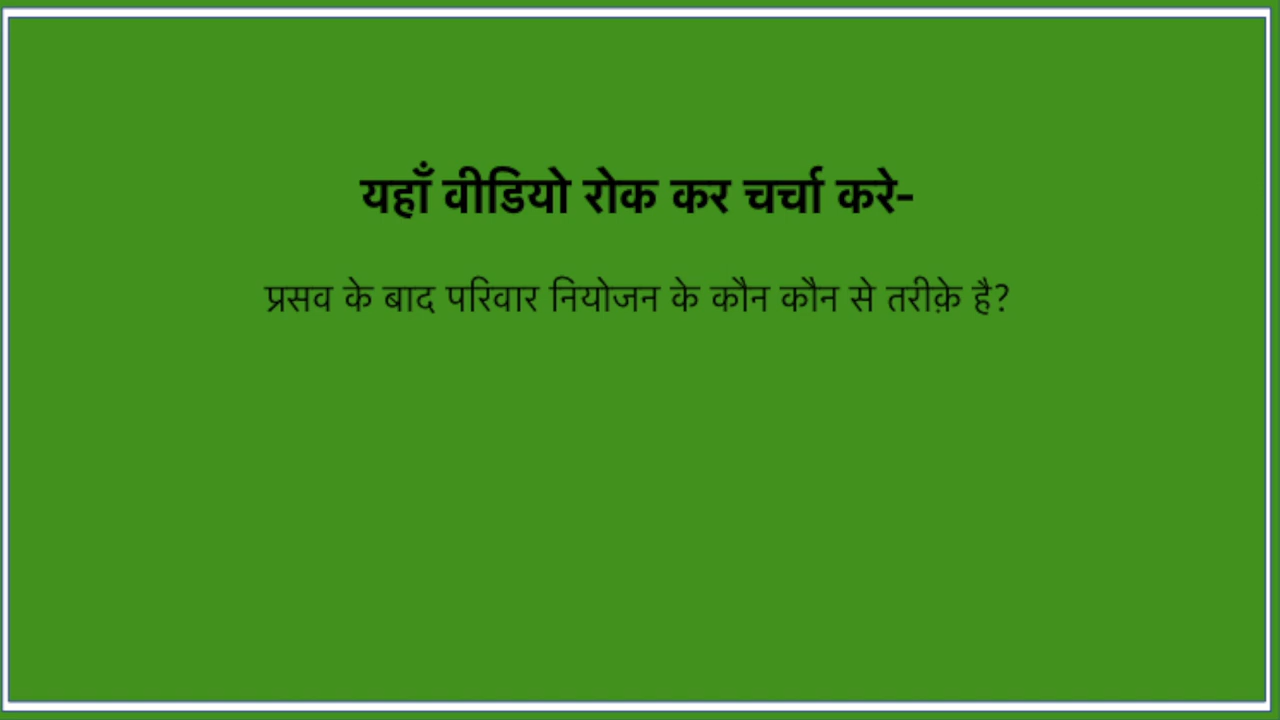 यहाँ वीडियो रोक कर चर्चा करे-
प्रसव के बाद परिवार नियोजन के कौन कौन से तरीक़े है?